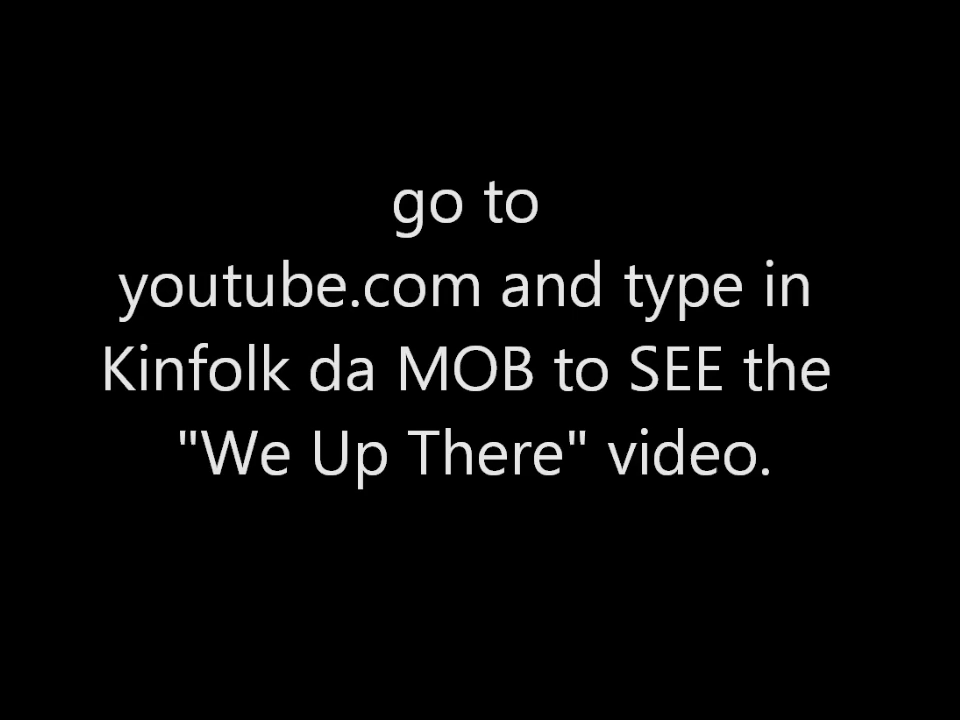 go to
youtube.com and type in
Kinfolk da MOB to SEE the
"We Up There" video.